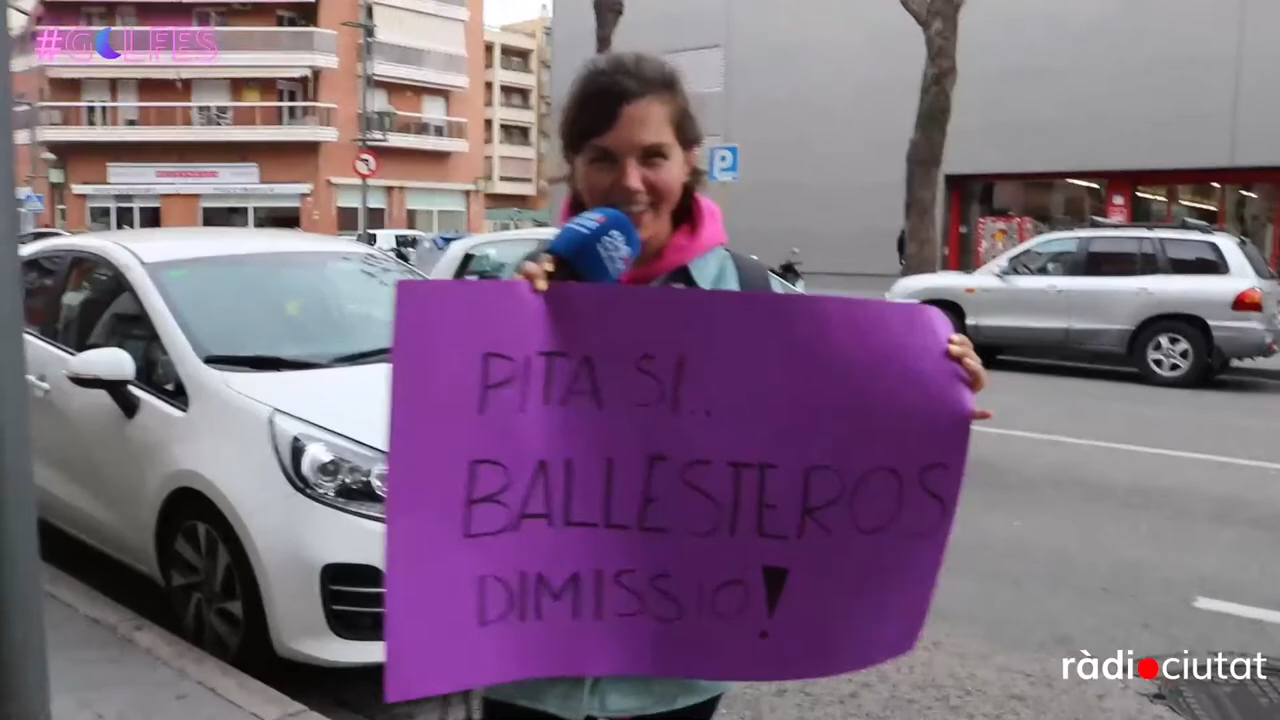 #GOLFES
P
PITA SI..
BALLESTEROS
DIMISSIO!
ràdiociutat